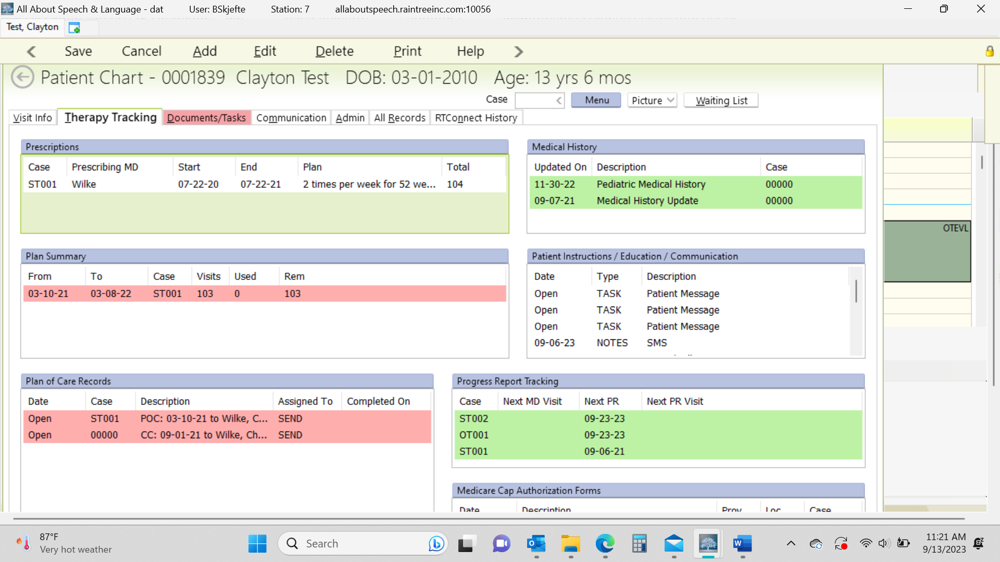 All About Speech & Language - dat User: BSkjefte Station: 7 allaboutspeech.raintreeinc.com:10056
Test, Clayton
Save Cancel Add Edit Delete Print Help
Patient Chart - 0001839 Clayton Test DOB: 03-01-2010 Age: 13 yrs 6 mos
Case Menu Picture Waiting List
Visit Info Therapy Tracking Documents/Tasks Communication Admin All Records RTConnect History
Prescriptions
Case Prescribing MD Start End Plan Total
ST001 Wilke 07-22-20 07-22-21 2 times per week for 52 we... 104
Medical History
Updated On Description Case
11-30-22 Pediatric Medical History 00000
09-07-21 Medical History Update 00000
OTEVL
Plan Summary
From To Case Visits Used Rem
03-10-21 03-08-22 ST001 103 0 103
Patient Instructions / Education / Communication
Date Type Description
Open TASK Patient Message
Open TASK Patient Message
Open TASK Patient Message
09-06-23 NOTES SMS
Plan of Care Records
Date Case Description Assigned To Completed On
Open ST001 POC: 03-10-21 to Wilke, C... SEND
Open 00000 CC: 09-01-21 to Wilke, Ch... SEND
Progress Report Tracking
Case Next MD Visit Next PR Next PR Visit
ST002 09-23-23
OT001 09-23-23
ST001 09-06-21
Medicare Cap Authorization Forms
Date Description Prov Loc Case
87°F
Very hot weather
Search
11:21 AM
9/13/2023